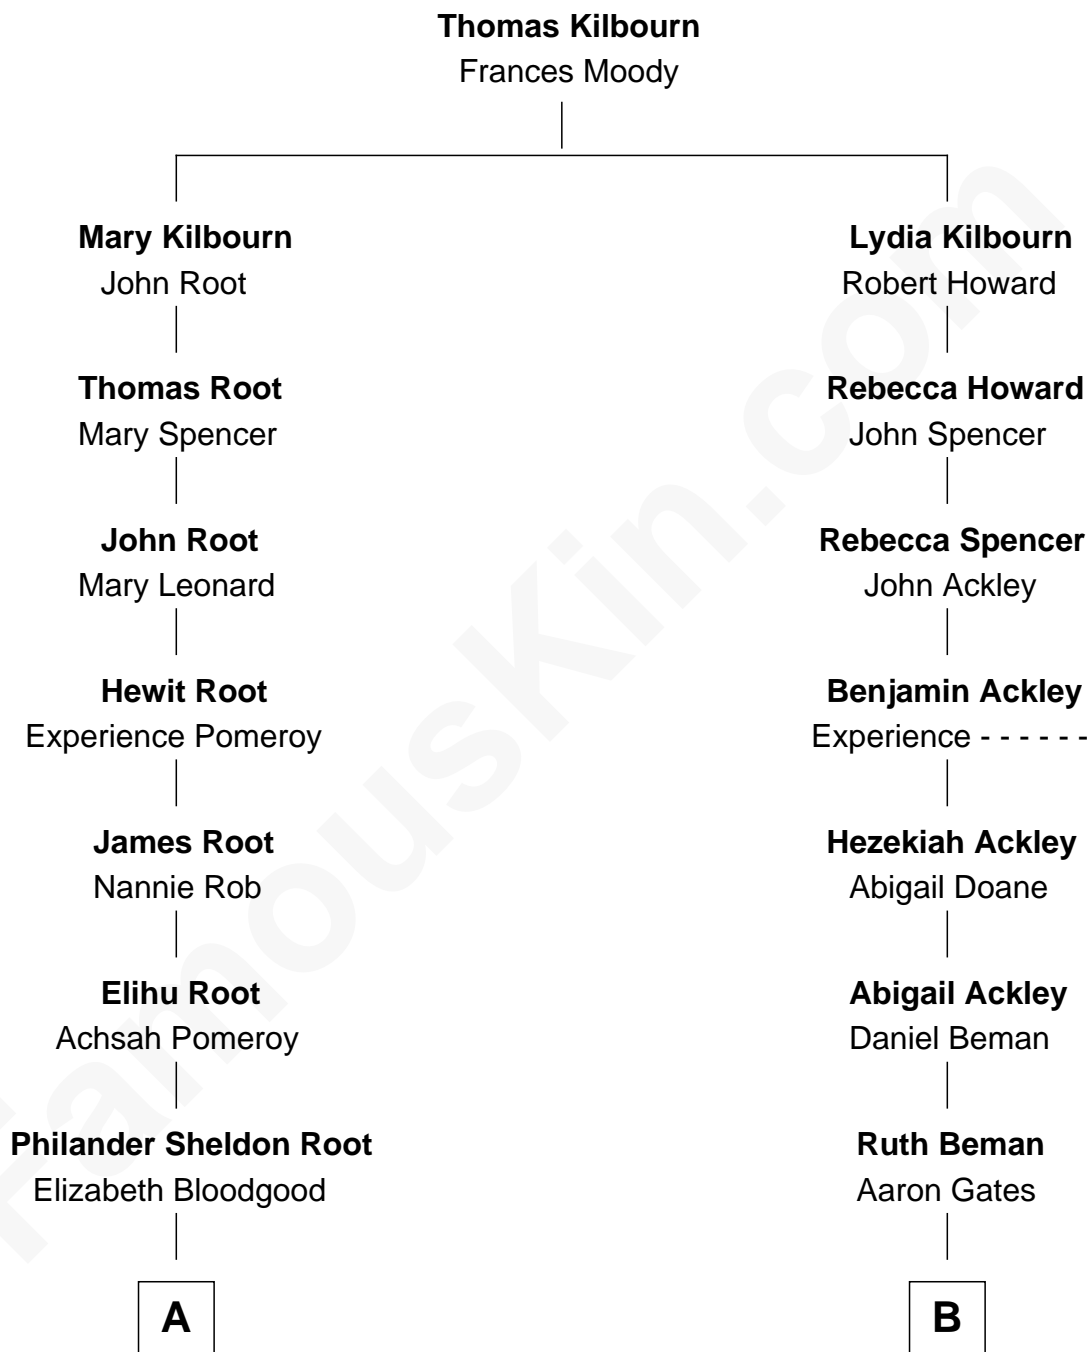 Thomas Kilbourn
Frances Moody
Mary Kilbourn
John Root
Lydia Kilbourn
Robert Howard
Thomas Root
Mary Spencer
Rebecca Howard
John Spencer
John Root
Mary Leonard
Rebecca Spencer
John Ackley
Hewit Root
Experience Pomeroy
Benjamin Ackley
Experience - - - - - -
James Root
Nannie Rob
Hezekiah Ackley
Abigail Doane
Elihu Root
Achsah Pomeroy
Abigail Ackley
Daniel Beman
Philander Sheldon Root
Elizabeth Bloodgood
Ruth Beman
Aaron Gates
A
B
FamousKin.com